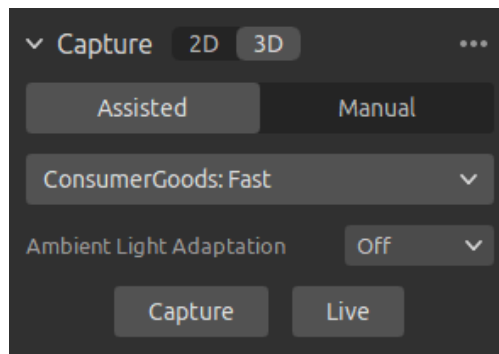 Capture 2D 3D
Assisted Manual
ConsumerGoods: Fast
Ambient Light Adaptation Off
Capture Live